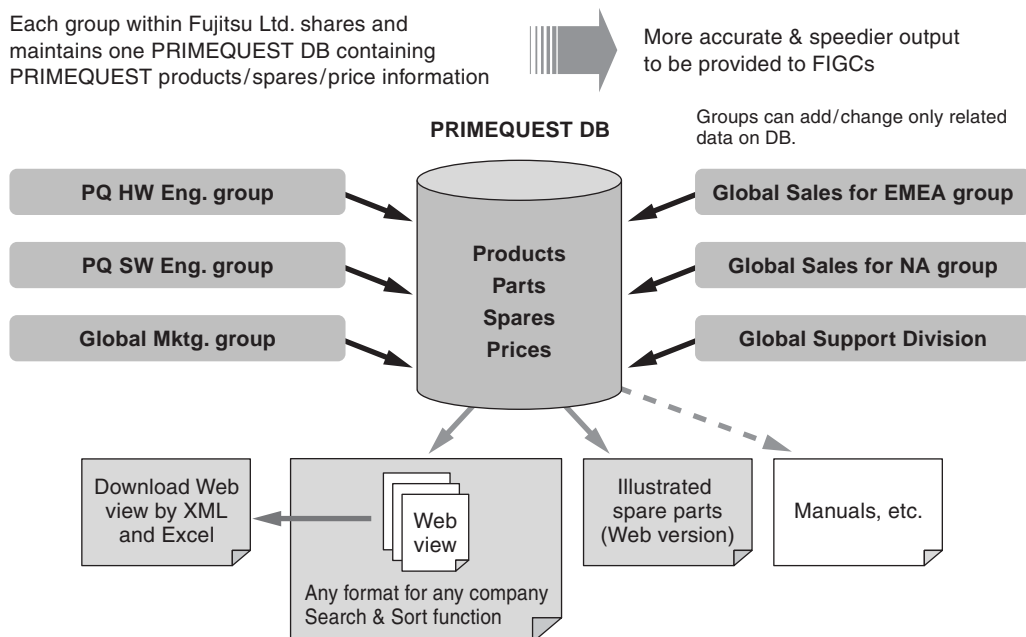 Each group within Fujitsu Ltd. shares and
maintains one PRIMEQUEST DB containing
PRIMEQUEST products/spares/price information
More accurate & speedier output
to be provided to FIGCs
Groups can add/change only related
data on DB.
PRIMEQUEST DB
PQ HW Eng. group
PQ SW Eng. group
Global Mktg. group
Products
Parts
Spares
Prices
Global Sales for EMEA group
Global Sales for NA group
Global Support Division
Download Web
view by XML
and Excel
Web
view
Any format for any company
Search & Sort function
Illustrated
spare parts
(Web version)
Manuals, etc.